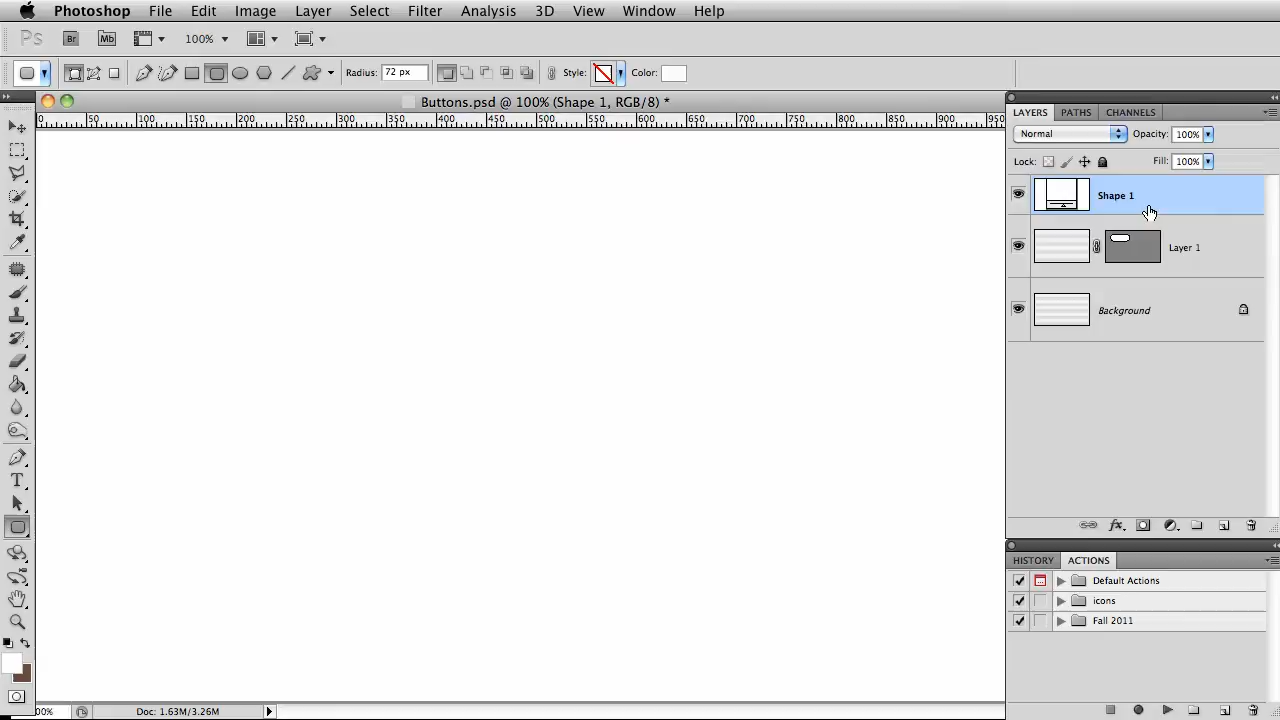 Photoshop File Edit Image Layer Select Filter Analysis 3D View Window Help
Ps Br Mb 100%
Radius: 72 px Style: Color:
Buttons.psd @ 100% (Shape 1, RGB/8) *
0 50 100 150 200 250 300 350 400 450 500 550 600 650 700 750 800 850 900 950
LAYERS PATHS CHANNELS
Normal Opacity: 100%
Lock: Fill: 100%
Shape 1
Layer 1
Background
fx
HISTORY ACTIONS
Default Actions
icons
Fall 2011
T
00% Doc: 1.63M/3.26M